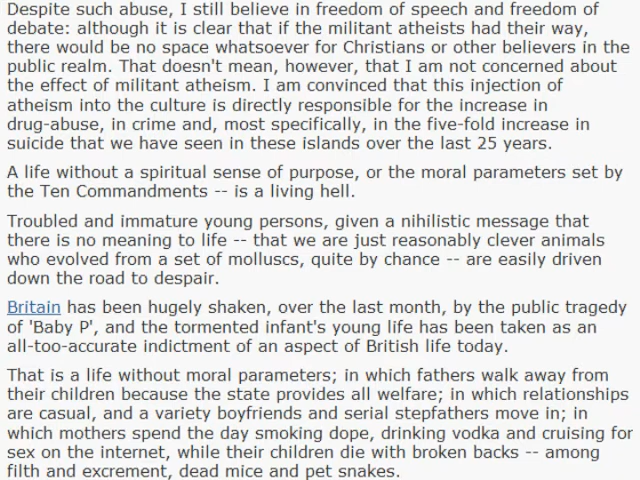 Despite such abuse, I still believe in freedom of speech and freedom of
debate: although it is clear that if the militant atheists had their way,
there would be no space whatsoever for Christians or other believers in the
public realm. That doesn't mean, however, that I am not concerned about
the effect of militant atheism. I am convinced that this injection of
atheism into the culture is directly responsible for the increase in
drug-abuse, in crime and, most specifically, in the five-fold increase in
suicide that we have seen in these islands over the last 25 years.
A life without a spiritual sense of purpose, or the moral parameters set by
the Ten Commandments -- is a living hell.
Troubled and immature young persons, given a nihilistic message that
there is no meaning to life -- that we are just reasonably clever animals
who evolved from a set of molluscs, quite by chance -- are easily driven
down the road to despair.
Britain has been hugely shaken, over the last month, by the public tragedy
of 'Baby P', and the tormented infant's young life has been taken as an
all-too-accurate indictment of an aspect of British life today.
That is a life without moral parameters; in which fathers walk away from
their children because the state provides all welfare; in which relationships
are casual, and a variety boyfriends and serial stepfathers move in; in
which mothers spend the day smoking dope, drinking vodka and cruising for
sex on the internet, while their children die with broken backs -- among
filth and excrement, dead mice and pet snakes.